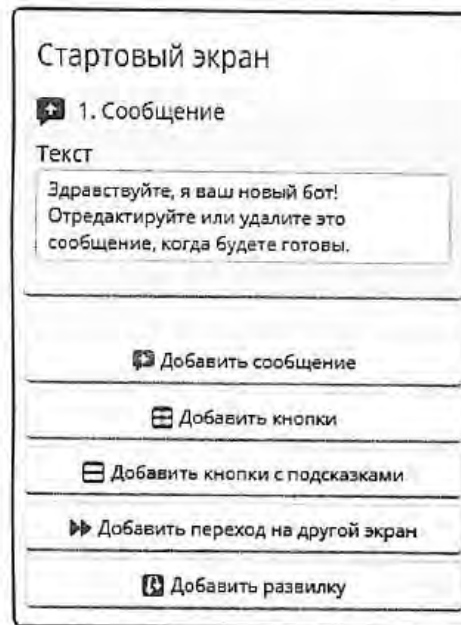 Стартовый экран
1. Сообщение
Текст
Здравствуйте, я ваш новый бот!
Отредактируйте или удалите это
сообщение, когда будете готовы.
Добавить сообщение
Добавить кнопки
Добавить кнопки с подсказками
Добавить переход на другой экран
Добавить развилку